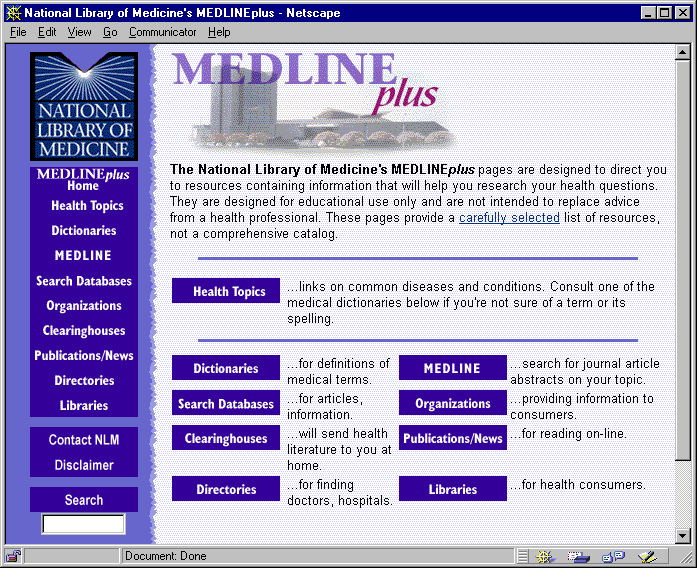 National Library of Medicine's MEDLINEplus - Netscape
File Edit View Go Communicator Help
NATIONAL
LIBRARY OF
MEDICINE
MEDLINEplus
Home
Health Topics
Dictionaries
MEDLINE
Search Databases
Organizations
Clearinghouses
Publications/News
Directories
Libraries
Contact NLM
Disclaimer
Search
MEDLINE
plus
The National Library of Medicine's MEDLINEplus pages are designed to direct you
to resources containing information that will help you research your health questions.
They are designed for educational use only and are not intended to replace advice
from a health professional. These pages provide a carefully selected list of resources,
not a comprehensive catalog.
Health Topics
...links on common diseases and conditions. Consult one of the
medical dictionaries below if you're not sure of a term or its
spelling.
Dictionaries
...for definitions of
medical terms.
MEDLINE
...search for journal article
abstracts on your topic.
Search Databases
...for articles,
information.
Organizations
...providing information to
consumers.
Clearinghouses
...will send health
literature to you at
home.
Publications/News
...for reading on-line.
Directories
...for finding
doctors, hospitals.
Libraries
...for health consumers.
Document: Done